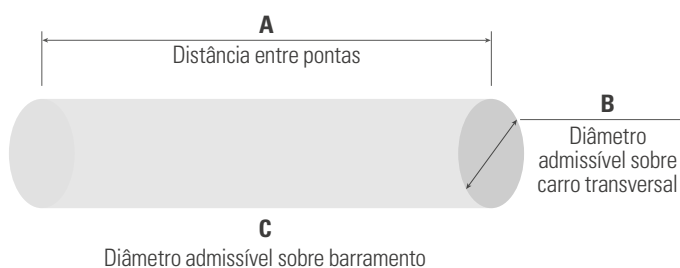 A
Distância entre pontas
B
Diâmetro
admissível sobre
carro transversal
C
Diâmetro admissível sobre barramento